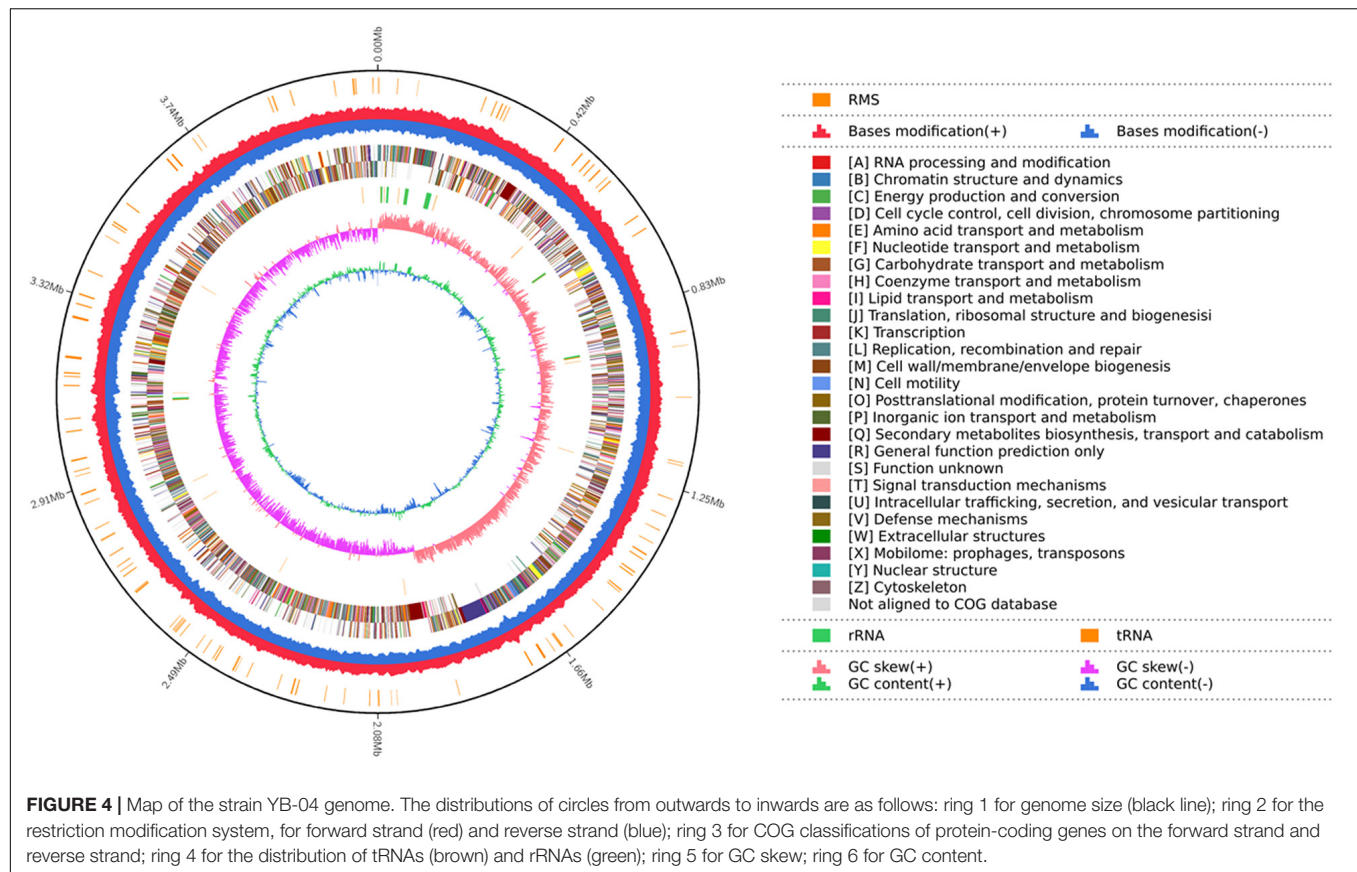 0.00Mb
0.42Mb
0.83Mb
1.25Mb
1.66Mb
2.08Mb
2.49Mb
2.91Mb
3.32Mb
3.74Mb
RMS
Bases modification(+) Bases modification(-)
[A] RNA processing and modification
[B] Chromatin structure and dynamics
[C] Energy production and conversion
[D] Cell cycle control, cell division, chromosome partitioning
[E] Amino acid transport and metabolism
[F] Nucleotide transport and metabolism
[G] Carbohydrate transport and metabolism
[H] Coenzyme transport and metabolism
[I] Lipid transport and metabolism
[J] Translation, ribosomal structure and biogenesisi
[K] Transcription
[L] Replication, recombination and repair
[M] Cell wall/membrane/envelope biogenesis
[N] Cell motility
[O] Posttranslational modification, protein turnover, chaperones
[P] Inorganic ion transport and metabolism
[Q] Secondary metabolites biosynthesis, transport and catabolism
[R] General function prediction only
[S] Function unknown
[T] Signal transduction mechanisms
[U] Intracellular trafficking, secretion, and vesicular transport
[V] Defense mechanisms
[W] Extracellular structures
[X] Mobilome: prophages, transposons
[Y] Nuclear structure
[Z] Cytoskeleton
Not aligned to COG database
rRNA tRNA
GC skew(+) GC skew(-)
GC content(+) GC content(-)
FIGURE 4 | Map of the strain YB-04 genome. The distributions of circles from outwards to inwards are as follows: ring 1 for genome size (black line); ring 2 for the
restriction modification system, for forward strand (red) and reverse strand (blue); ring 3 for COG classifications of protein-coding genes on the forward strand and
reverse strand; ring 4 for the distribution of tRNAs (brown) and rRNAs (green); ring 5 for GC skew; ring 6 for GC content.